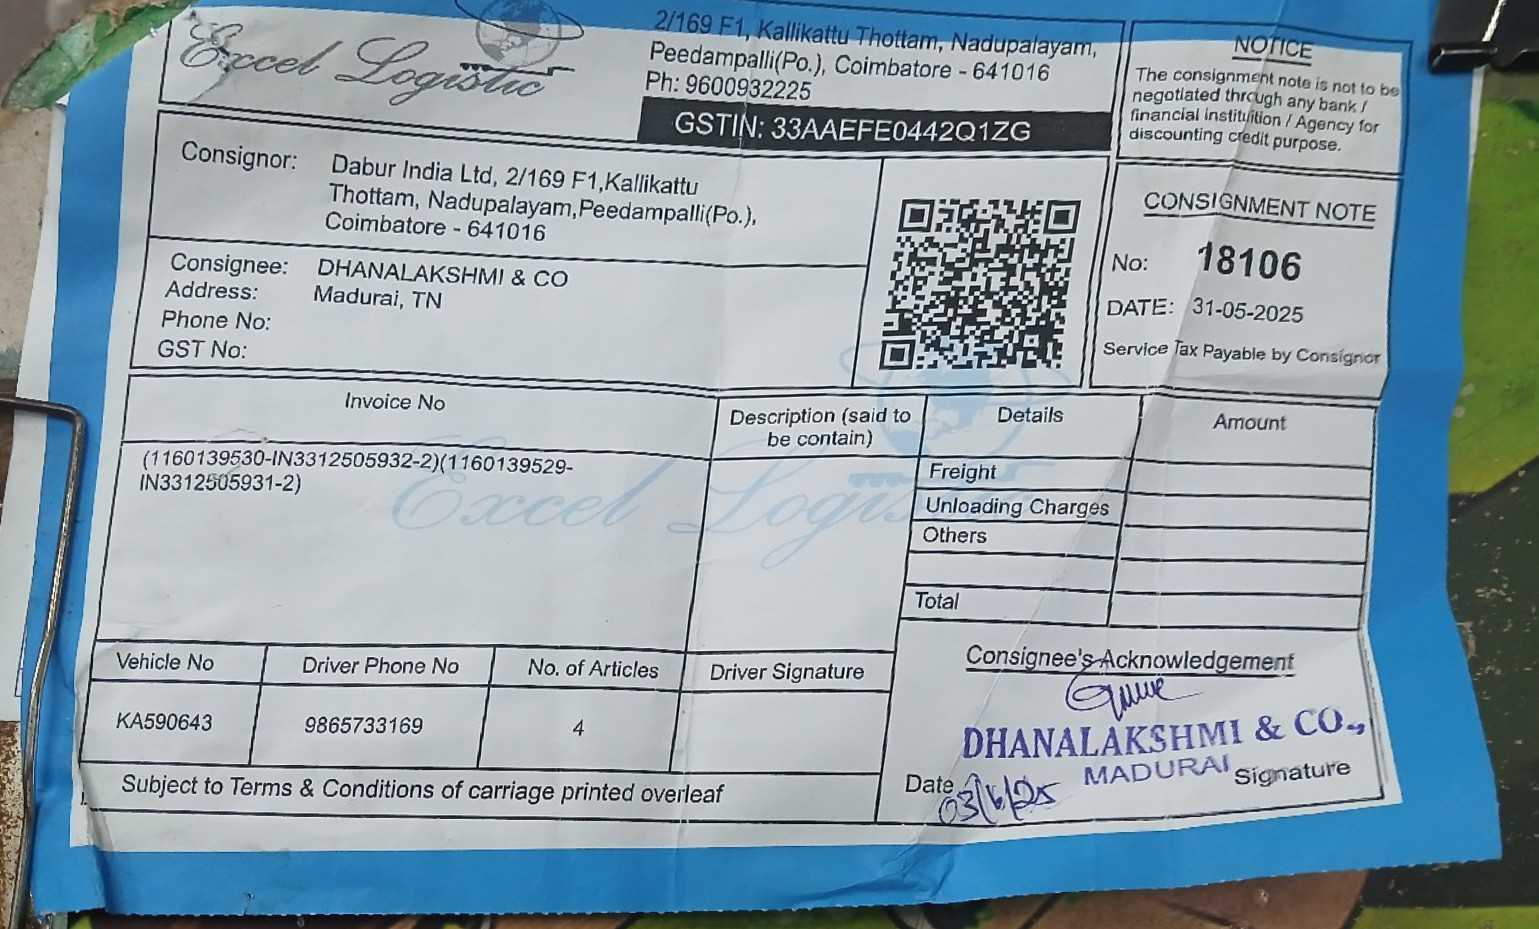 Excel Logistic
2/169 F1, Kallikattu Thottam, Nadupalayam,
Peedampalli(Po.), Coimbatore - 641016
Ph: 9600932225
GSTIN: 33AAEFE0442Q1ZG
NOTICE
The consignment note is not to be
negotiated through any bank /
financial instituition / Agency for
discounting credit purpose.
Consignor: Dabur India Ltd, 2/169 F1,Kallikattu
Thottam, Nadupalayam,Peedampalli(Po.),
Coimbatore - 641016
Consignee: DHANALAKSHMI & CO
Address: Madurai, TN
Phone No:
GST No:
CONSIGNMENT NOTE
No: 18106
DATE: 31-05-2025
Service Tax Payable by Consignor
Invoice No
Description (said to
be contain)
Details Amount
(1160139530-IN3312505932-2)(1160139529-
IN3312505931-2)
Excel Logistic
Freight
Unloading Charges
Others
Total
Vehicle No Driver Phone No No. of Articles Driver Signature
KA590643 9865733169 4
Subject to Terms & Conditions of carriage printed overleaf
Consignee's Acknowledgement
DHANALAKSHMI & CO.,
MADURAI
Date 03/6/25 Signature